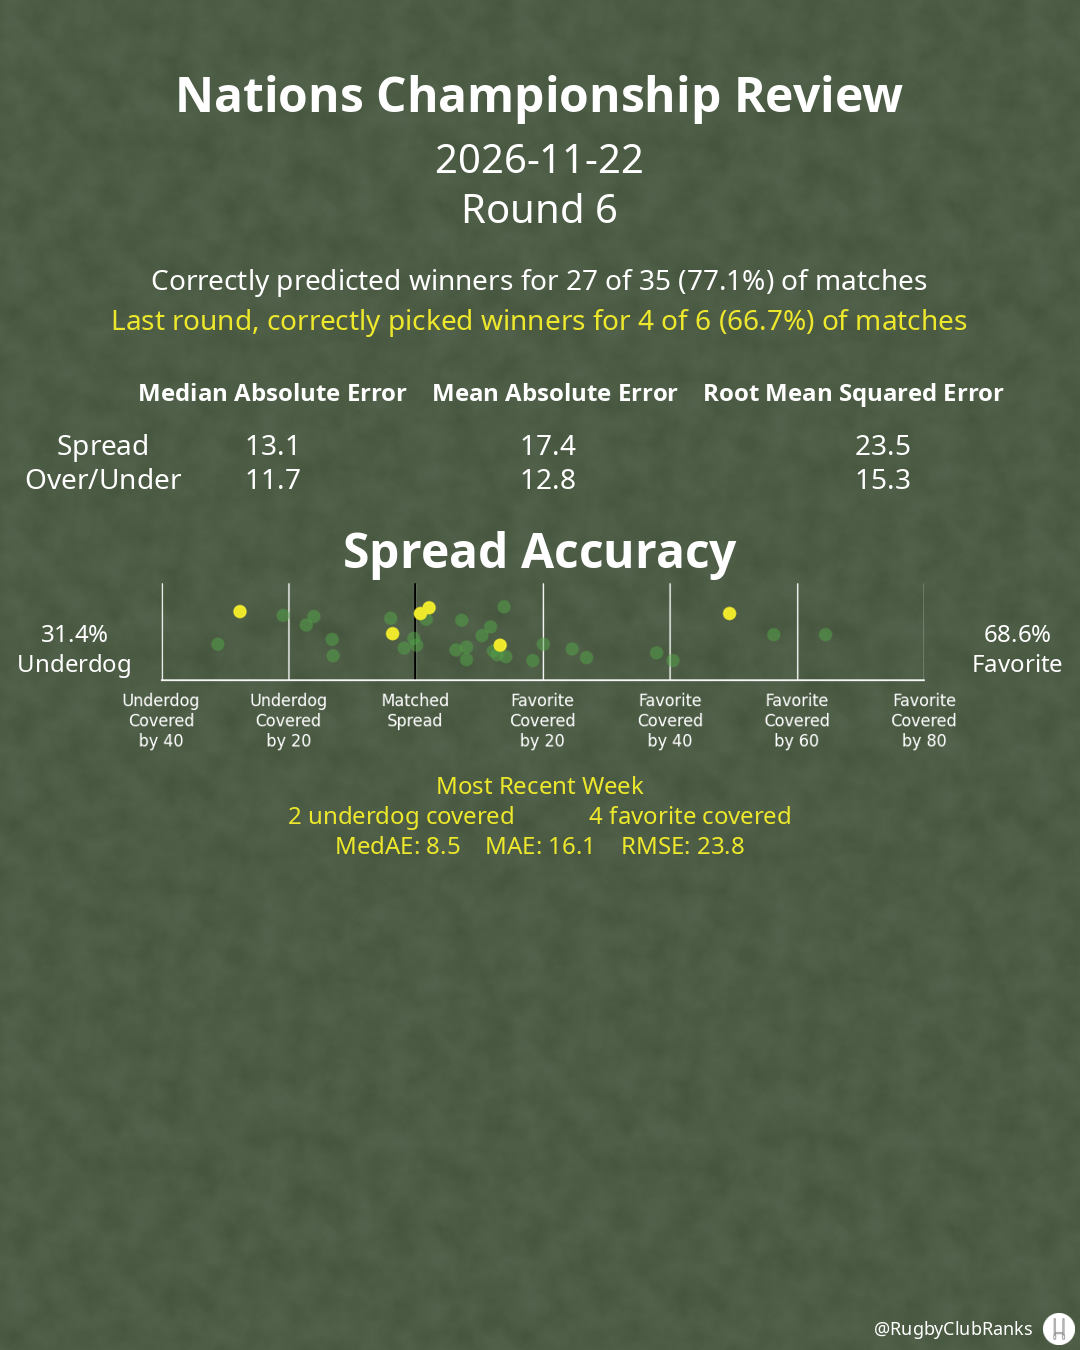 Nations Championship Review
2026-11-22
Round 6
Correctly predicted winners for 27 of 35 (77.1%) of matches
Last round, correctly picked winners for 4 of 6 (66.7%) of matches
Median Absolute Error Mean Absolute Error Root Mean Squared Error
Spread 13.1 17.4 23.5
Over/Under 11.7 12.8 15.3
Spread Accuracy
31.4%
Underdog
68.6%
Favorite
Underdog
Covered
by 40
Underdog
Covered
by 20
Matched
Spread
Favorite
Covered
by 20
Favorite
Covered
by 40
Favorite
Covered
by 60
Favorite
Covered
by 80
Most Recent Week
2 underdog covered 4 favorite covered
MedAE: 8.5 MAE: 16.1 RMSE: 23.8
@RugbyClubRanks